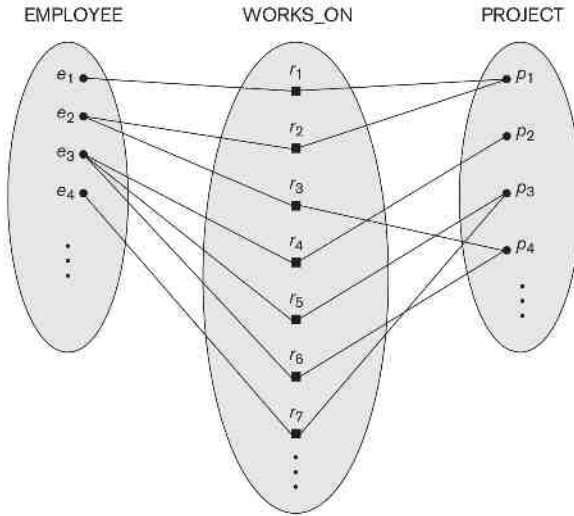 EMPLOYEE WORKS_ON PROJECT
e1 r1 p1
e2 r2 p2
e3 r3 p3
e4 r4 p4
r5
r6
r7